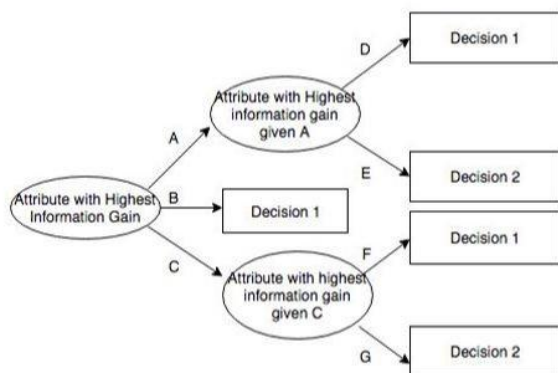 D
Decision 1
Attribute with Highest
information gain
given A
A
E
Decision 2
Attribute with Highest
Information Gain
B
Decision 1
Decision 1
C
F
Attribute with highest
information gain
given C
G
Decision 2